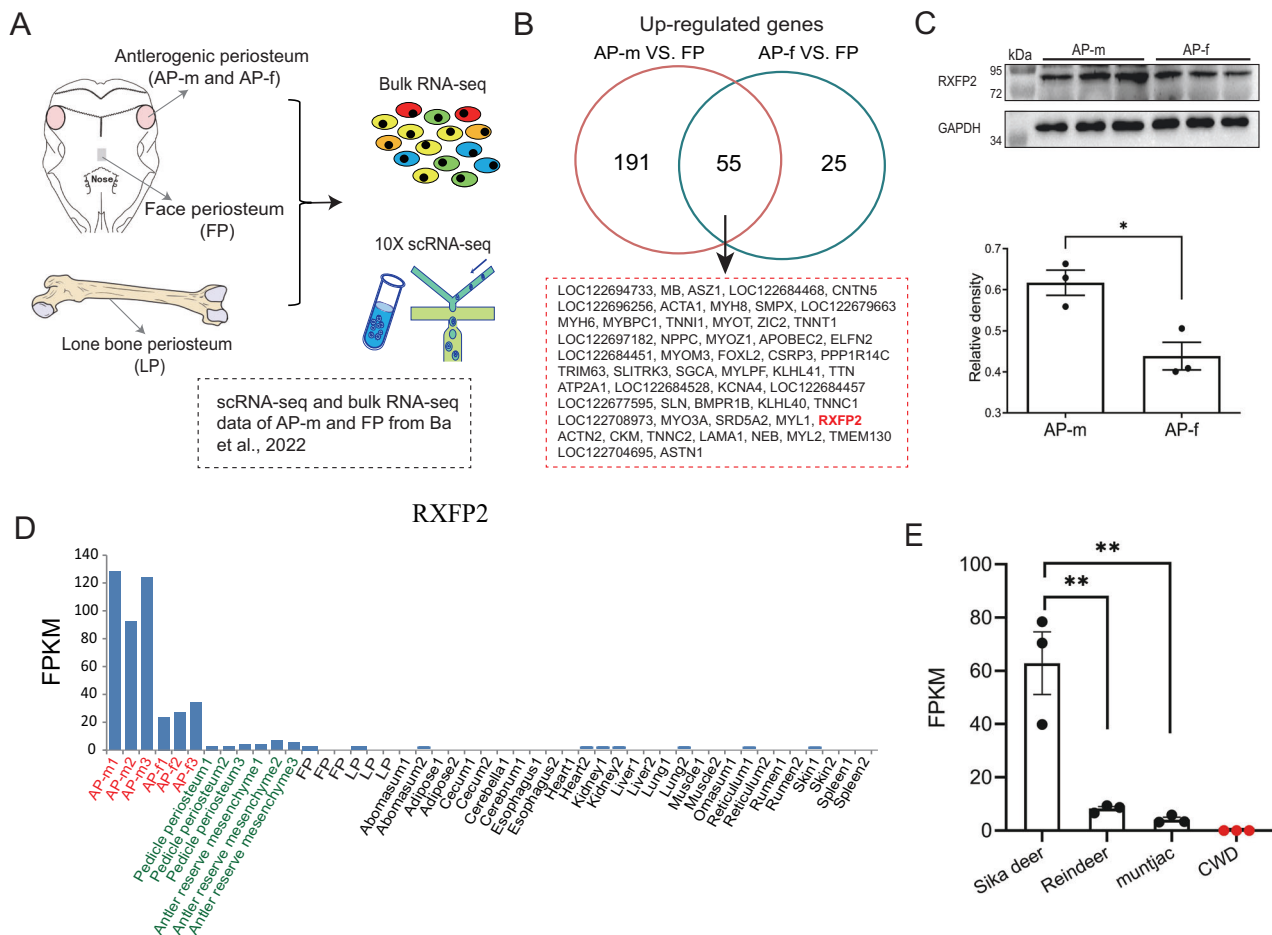 A
Antlerogenic periosteum
(AP-m and AP-f)
Nose
Face periosteum
(FP)
Lone bone periosteum
(LP)
Bulk RNA-seq
10X scRNA-seq
scRNA-seq and bulk RNA-seq
data of AP-m and FP from Ba
et al., 2022
B
Up-regulated genes
AP-m VS. FP
AP-f VS. FP
191
55
25
LOC122694733, MB, ASZ1, LOC122684468, CNTN5
LOC122696256, ACTA1, MYH8, SMPX, LOC122679663
MYH6, MYBPC1, TNNI1, MYOT, ZIC2, TNNT1
LOC122697182, NPPC, MYOZ1, APOBEC2, ELFN2
LOC122684451, MYOM3, FOXL2, CSRP3, PPP1R14C
TRIM63, SLITRK3, SGCA, MYLPF, KLHL41, TTN
ATP2A1, LOC122684528, KCNA4, LOC122684457
LOC122677595, SLN, BMPR1B, KLHL40, TNNC1
LOC122708973, MYO3A, SRD5A2, MYL1, RXFP2
ACTN2, CKM, TNNC2, LAMA1, NEB, MYL2, TMEM130
LOC122704695, ASTN1
C
kDa
AP-m
AP-f
RXFP2
95
72
GAPDH
34
*
Relative density
0.7
0.6
0.5
0.4
0.3
AP-m
AP-f
D
RXFP2
FPKM
140
120
100
80
60
40
20
0
AP-m1
AP-m2
AP-m3
AP-f1
AP-f2
AP-f3
Pedicle periosteum1
Pedicle periosteum2
Pedicle periosteum3
Antler reserve mesenchyme1
Antler reserve mesenchyme2
Antler reserve mesenchyme3
FP
FP
FP
LP
LP
LP
Abomasum1
Abomasum2
Adipose1
Adipose2
Cecum1
Cecum2
Cerebella1
Cerebrum1
Esophagus1
Esophagus2
Heart1
Heart2
Kidney1
Kidney2
Liver1
Liver2
Lung1
Lung2
Muscle1
Muscle2
Omasum1
Reticulum1
Reticulum2
Rumen1
Rumen2
Skin1
Skin2
Spleen1
Spleen2
E
**
**
FPKM
100
80
60
40
20
10
0
Sika deer
Reindeer
muntjac
CWD